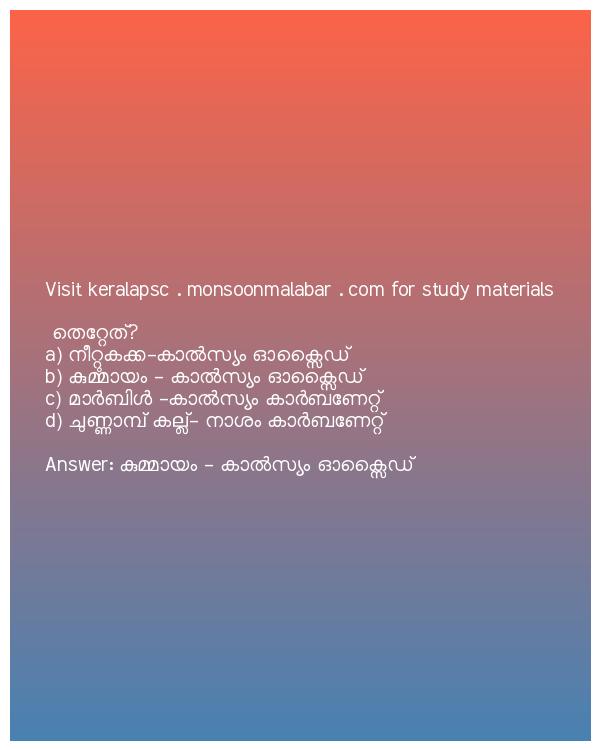 Visit keralapsc . monsoonmalabar . com for study materials
തെറ്റേത്?
a) നീറ്റുകക്ക-കാൽസ്യം ഓക്സൈഡ്
b) കുമ്മായം - കാൽസ്യം ഓക്സൈഡ്
c) മാർബിൾ -കാൽസ്യം കാർബണേറ്റ്
d) ചുണ്ണാമ്പ് കല്ല്- നാശം കാർബണേറ്റ്
Answer: കുമ്മായം - കാൽസ്യം ഓക്സൈഡ്